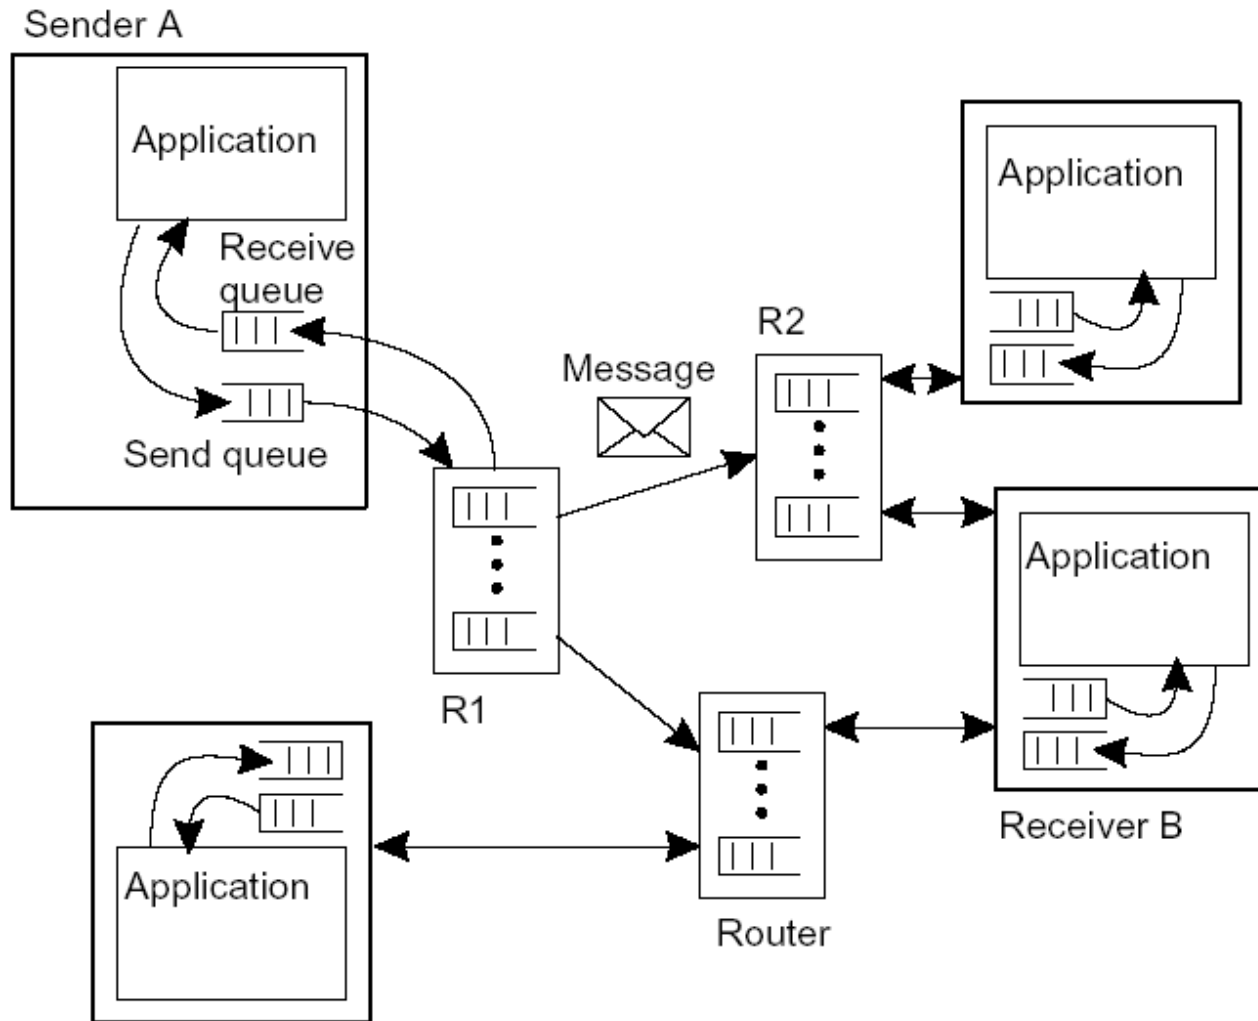 Sender A
Application
Receive
queue
Send queue
Message
R2
Application
R1
Application
Receiver B
Application
Router